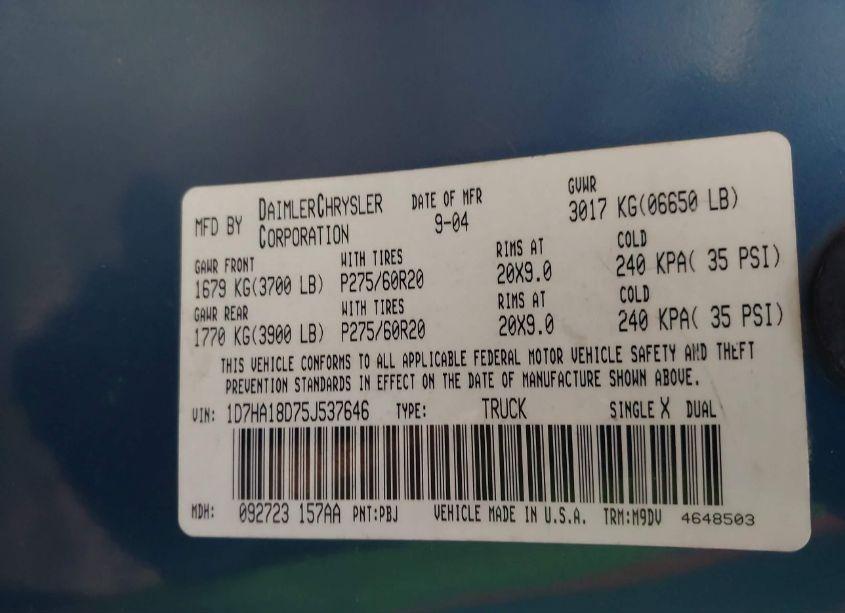 MFD BY DAIMLERCHRYSLER CORPORATION DATE OF MFR 9-04 GVWR 3017 KG(06650 LB)
GAWR FRONT WITH TIRES RIMS AT COLD
1679 KG(3700 LB) P275/60R20 20X9.0 240 KPA( 35 PSI)
GAWR REAR WITH TIRES RIMS AT COLD
1770 KG(3900 LB) P275/60R20 20X9.0 240 KPA( 35 PSI)
THIS VEHICLE CONFORMS TO ALL APPLICABLE FEDERAL MOTOR VEHICLE SAFETY AND THEFT
PREVENTION STANDARDS IN EFFECT ON THE DATE OF MANUFACTURE SHOWN ABOVE.
VIN: 1D7HA18D75J537646 TYPE: TRUCK SINGLE X DUAL
MDH: 092723 157AA PNT:PBJ VEHICLE MADE IN U.S.A. TRM:M9DV 4648503